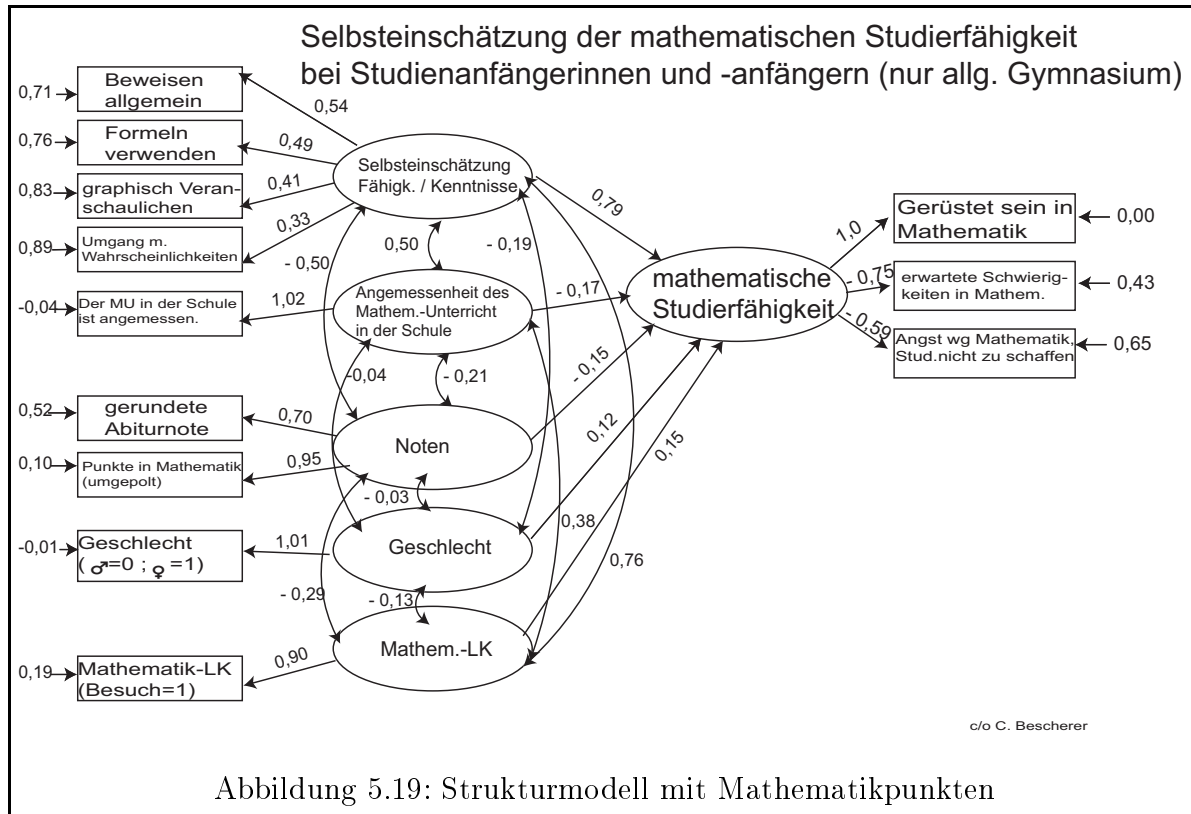 Selbsteinschätzung der mathematischen Studierfähigkeit
bei Studienanfängerinnen und -anfängern (nur allg. Gymnasium)
0,71
Beweisen
allgemein
0,54
0,76
Formeln
verwenden
0,49
0,83
graphisch Veran-
schaulichen
0,41
0,89
Umgang m.
Wahrscheinlichkeiten
0,33
-0,04
Der MU in der Schule
ist angemessen.
1,02
0,52
gerundete
Abiturnote
0,70
0,10
Punkte in Mathematik
(umgepolt)
0,95
-0,01
Geschlecht
( ♂=0 ; ♀ =1)
1,01
0,19
Mathematik-LK
(Besuch=1)
0,90
Selbsteinschätzung
Fähigk. / Kenntnisse
Angemessenheit des
Mathem.-Unterricht
in der Schule
Noten
Geschlecht
Mathem.-LK
0,50
- 0,19
- 0,50
-0,04
- 0,21
- 0,03
- 0,29
- 0,13
0,38
0,76
0,79
- 0,17
- 0,15
0,12
0,15
mathematische
Studierfähigkeit
1,0
- 0,75
- 0,59
Gerüstet sein in
Mathematik
0,00
erwartete Schwierig-
keiten in Mathem.
0,43
Angst wg Mathematik,
Stud.nicht zu schaffen
0,65
c/o C. Bescherer
Abbildung 5.19: Strukturmodell mit Mathematikpunkten